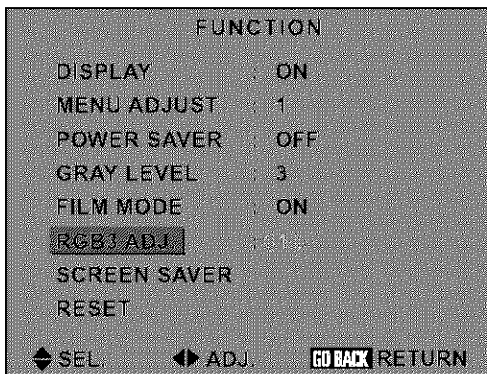 FUNCTION
DISPLAY : ON
MENU ADJUST : 1
POWER SAVER : OFF
GRAY LEVEL : 3
FILM MODE : ON
RGB3 ADJ. : 1
SCREEN SAVER
RESET
SEL. ADJ. GO BACK RETURN